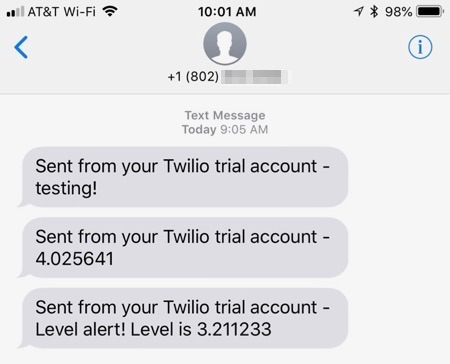 AT&T Wi-Fi 10:01 AM 98%
+1 (802)
Text Message
Today 9:05 AM
Sent from your Twilio trial account -
testing!
Sent from your Twilio trial account -
4.025641
Sent from your Twilio trial account -
Level alert! Level is 3.211233